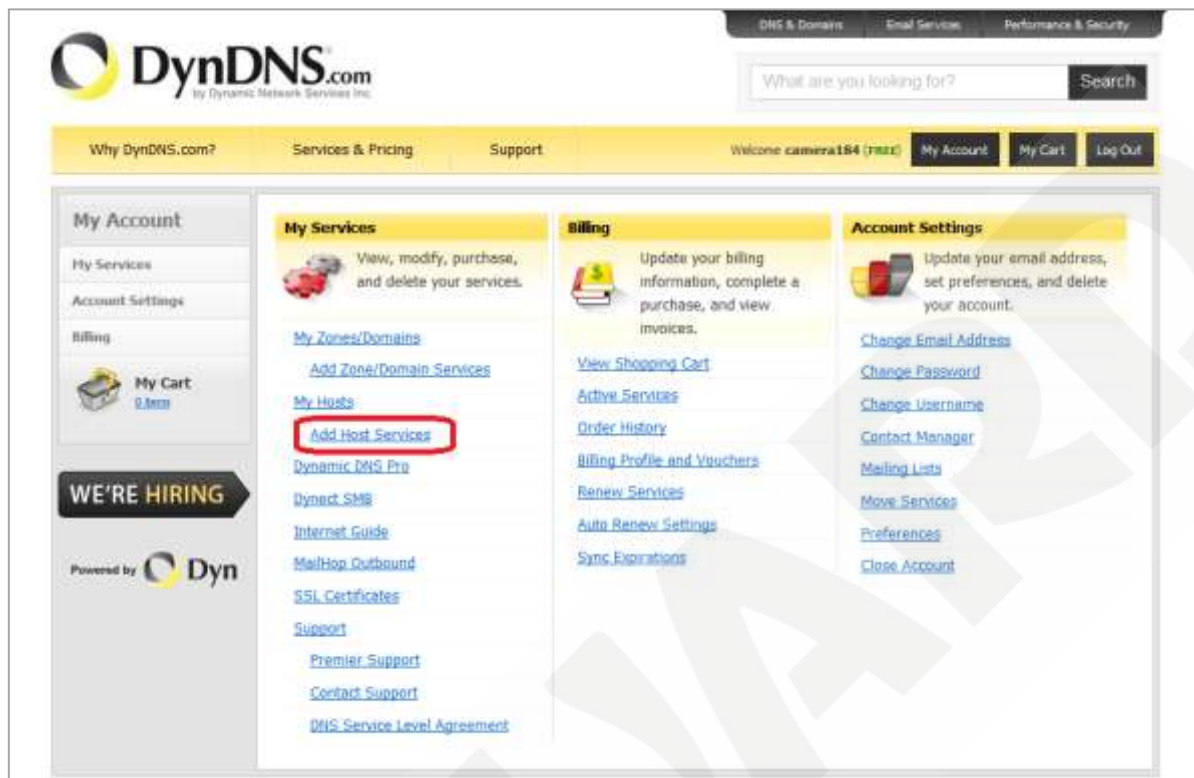 DNS & Domains Email Services Performance & Security
DynDNS.com
by Dynamic Network Services Inc.
What are you looking for? Search
Why DynDNS.com? Services & Pricing Support Welcome camera184 (FREE) My Account My Cart Log Out
My Account
My Services
Account Settings
Billing
My Cart
0 item
WE'RE HIRING
Powered by Dyn
My Services
View, modify, purchase,
and delete your services.
My Zones/Domains
Add Zone/Domain Services
My Hosts
Add Host Services
Dynamic DNS Pro
Dynect SMB
Internet Guide
MailHop Outbound
SSL Certificates
Support
Premier Support
Contact Support
DNS Service Level Agreement
Billing
Update your billing
information, complete a
purchase, and view
invoices.
View Shopping Cart
Active Services
Order History
Billing Profile and Vouchers
Renew Services
Auto Renew Settings
Sync Expirations
Account Settings
Update your email address,
set preferences, and delete
your account.
Change Email Address
Change Password
Change Username
Contact Manager
Mailing Lists
Move Services
Preferences
Close Account